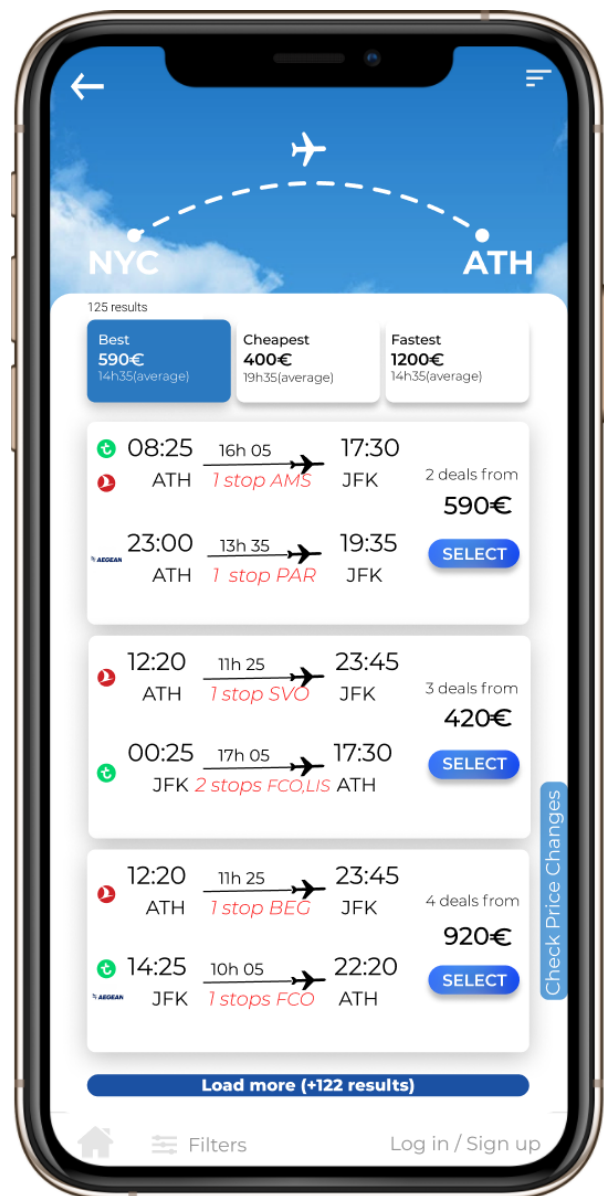 NYC
ATH
125 results
Best
590€
14h35(average)
Cheapest
400€
19h35(average)
Fastest
1200€
14h35(average)
08:25 16h 05 17:30
ATH 1 stop AMS JFK
2 deals from
590€
23:00 13h 35 19:35
AEGEAN
ATH 1 stop PAR JFK
SELECT
12:20 11h 25 23:45
ATH 1 stop SVO JFK
3 deals from
420€
00:25 17h 05 17:30
JFK 2 stops FCO,LIS ATH
SELECT
12:20 11h 25 23:45
ATH 1 stop BEG JFK
4 deals from
920€
14:25 10h 05 22:20
AEGEAN JFK 1 stops FCO ATH
SELECT
Check Price Changes
Load more (+122 results)
Filters
Log in / Sign up